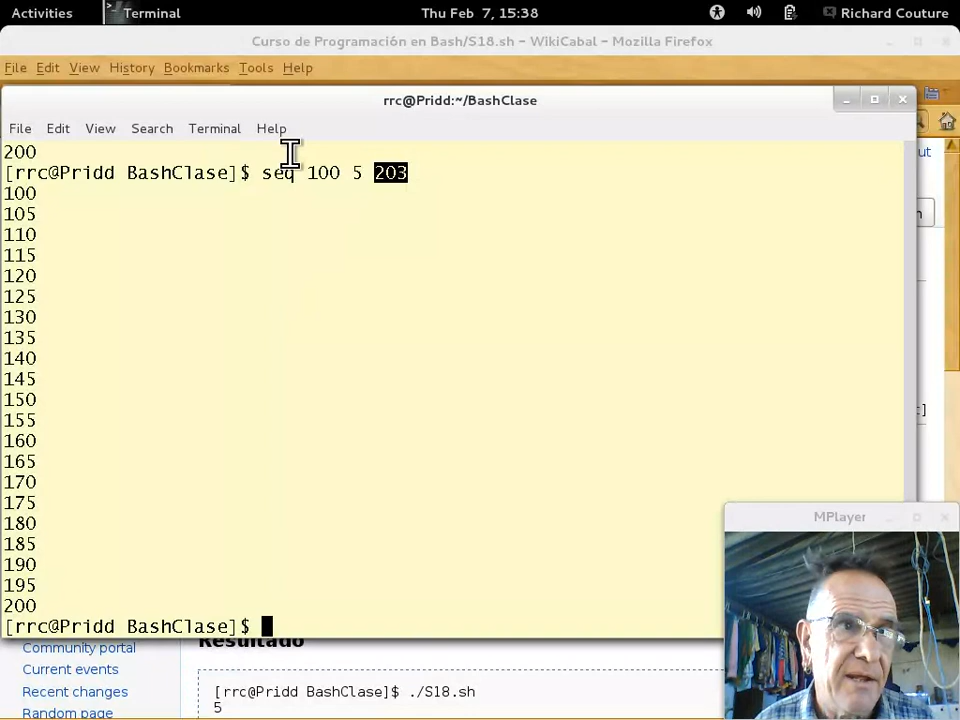 Activities Terminal Thu Feb 7, 15:38 Richard Couture
Curso de Programación en Bash/S18.sh – WikiCabal – Mozilla Firefox
File Edit View History Bookmarks Tools Help
rrc@Pridd:~/BashClase
File Edit View Search Terminal Help
200
[rrc@Pridd BashClase]$ seq 100 5 203
100
105
110
115
120
125
130
135
140
145
150
155
160
165
170
175
180
185
190
195
200
[rrc@Pridd BashClase]$
MPlayer
Resultado
Community portal
Current events
Recent changes
Random page
[rrc@Pridd BashClase]$ ./S18.sh
5